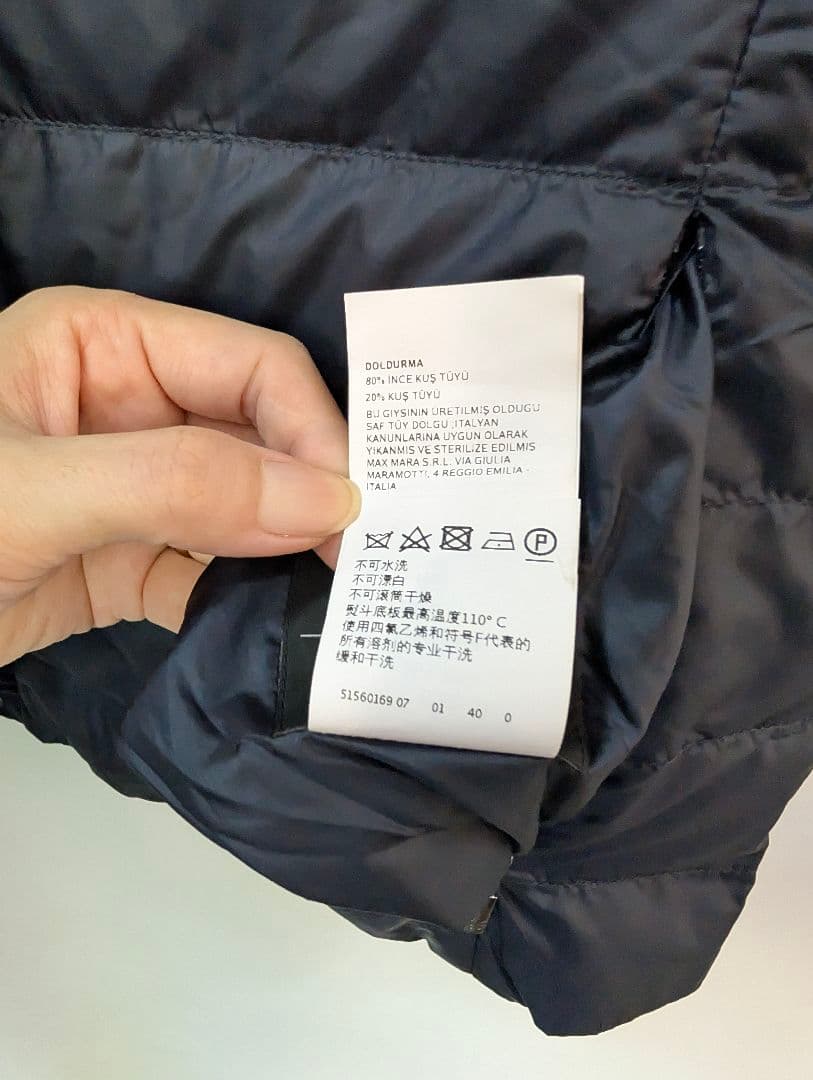 DOLDURMA
80% İNCE KUŞ TÜYÜ
20% KUŞ TÜYÜ
BU GIYSININ ÜRETILMIŞ OLDUGU
SAF TÜY DOLGU ;ITALYAN
KANUNLARINA UYGUN OLARAK
YIKANMIS VE STERILIZE EDILMIS
MAX MARA S.R.L. VIA GIULIA
MARAMOTTI, 4 REGGIO EMILIA -
ITALIA
P
不可水洗
不可漂白
不可滚筒干燥
熨斗底板最高温度110° C
使用四氯乙烯和符号F代表的
所有溶剂的专业干洗
缓和干洗
51560169 07 01 40 0